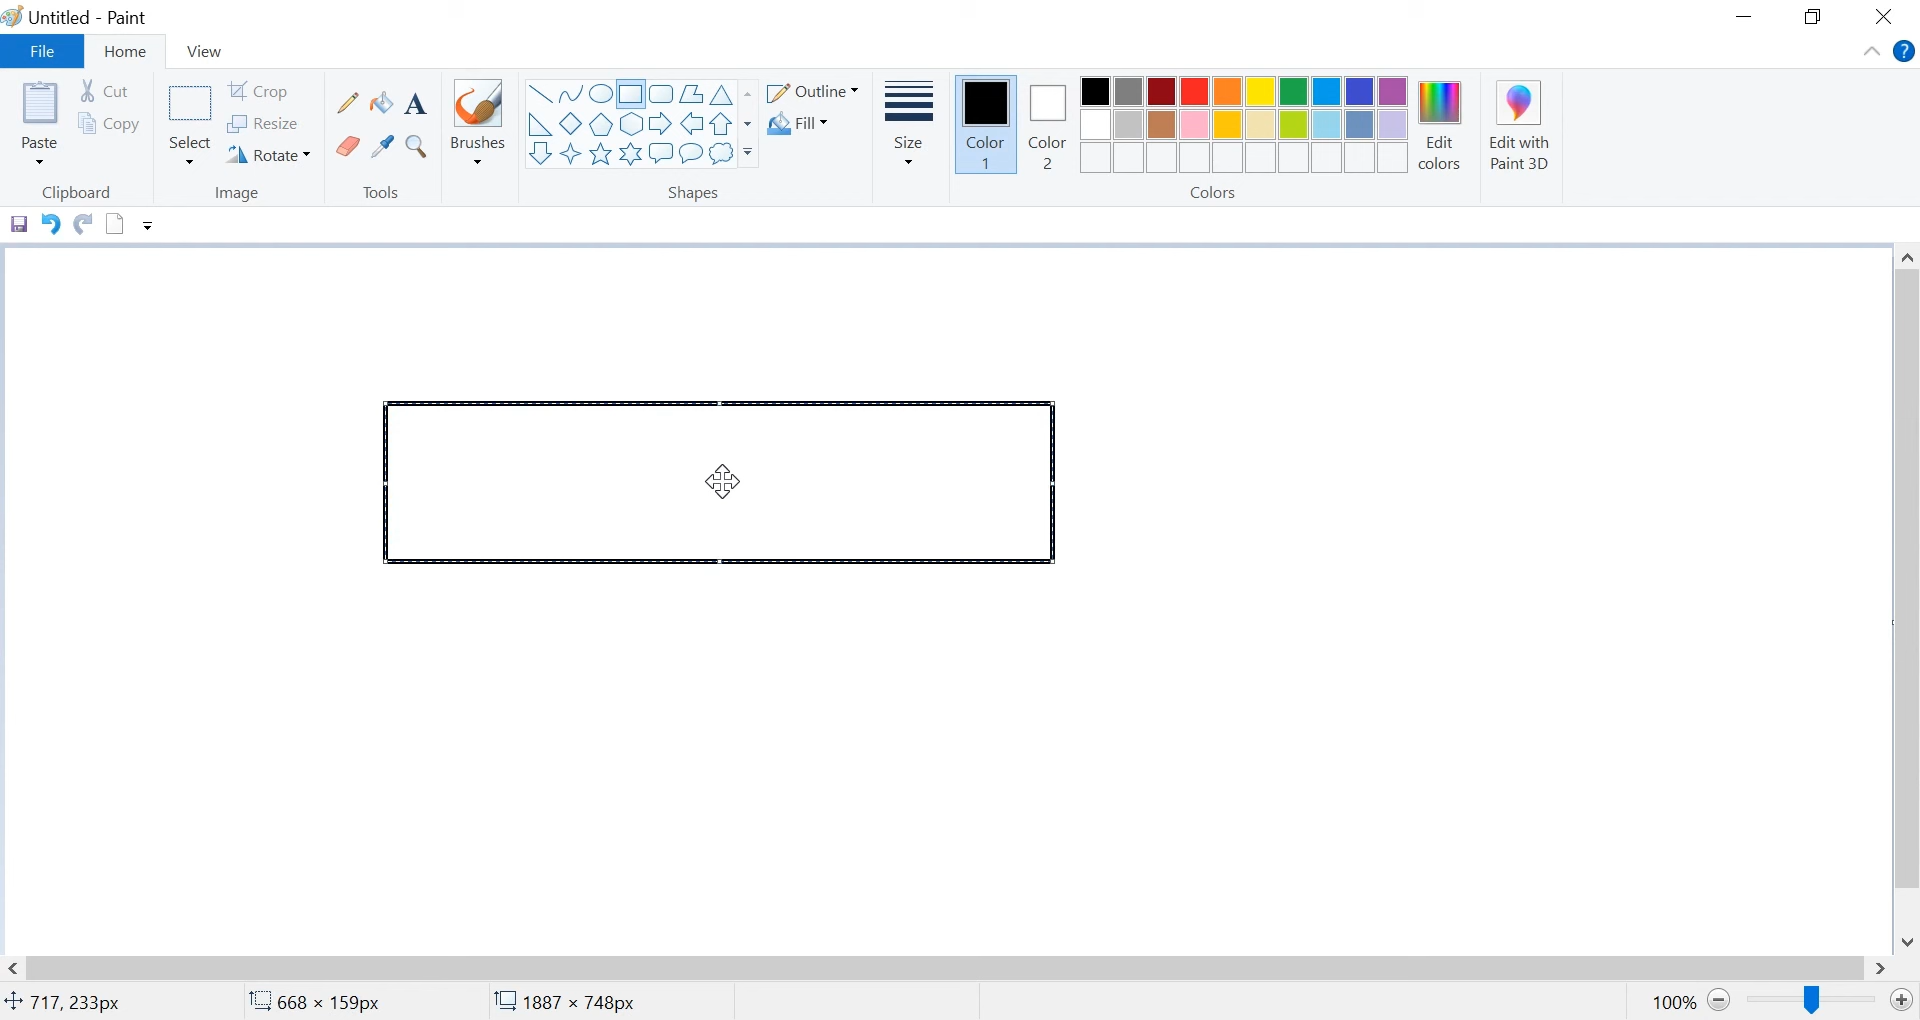 Untitled - Paint
File Home View
Paste Cut Copy Clipboard
Select Crop Resize Rotate Image
A Tools
Brushes
Shapes
Outline Fill
Size
Color 1 Color 2
Colors
Edit colors
Edit with Paint 3D
717, 233px 668 × 159px 1887 × 748px 100%